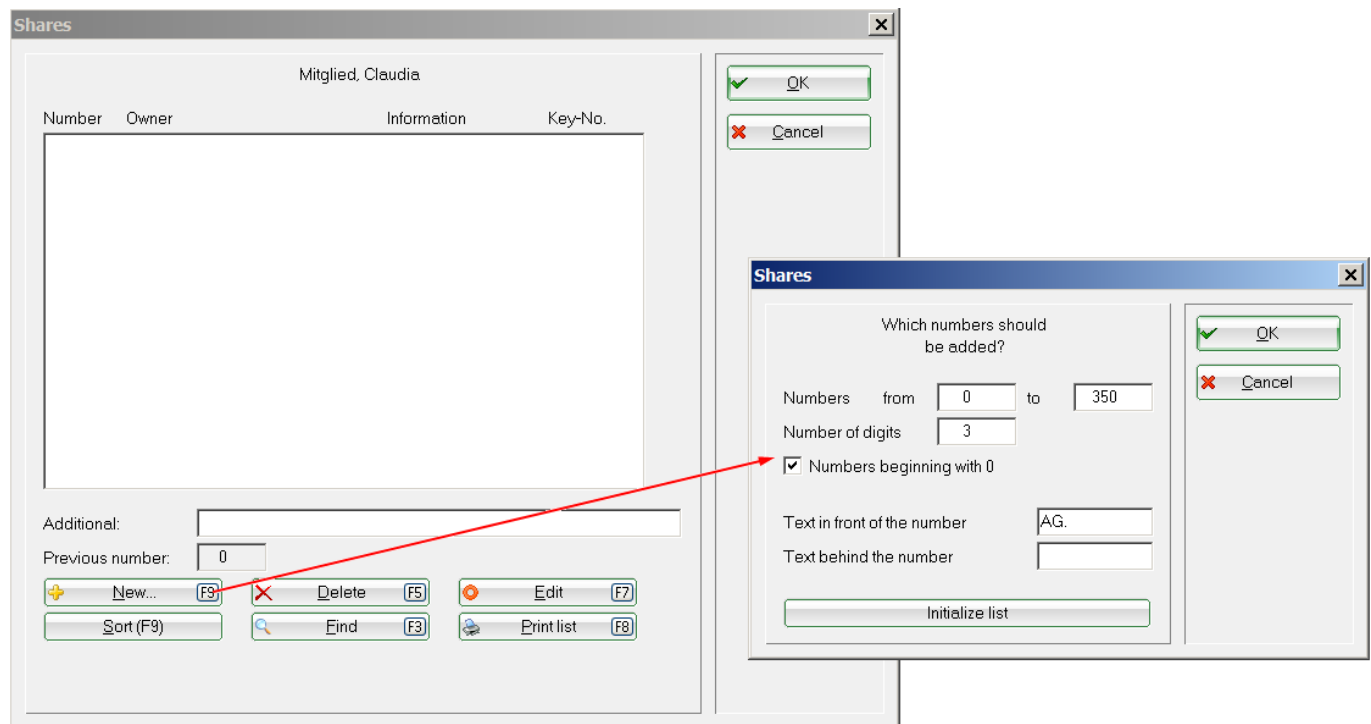 Shares
Mitglied, Claudia
Number Owner Information Key-No.
OK
Cancel
Additional:
Previous number: 0
New... F9 Delete F5 Edit F7
Sort (F9) Find F3 Print list F8
Shares
Which numbers should
be added?
Numbers from 0 to 350
Number of digits 3
Numbers beginning with 0
Text in front of the number AG.
Text behind the number
Initialize list
OK
Cancel